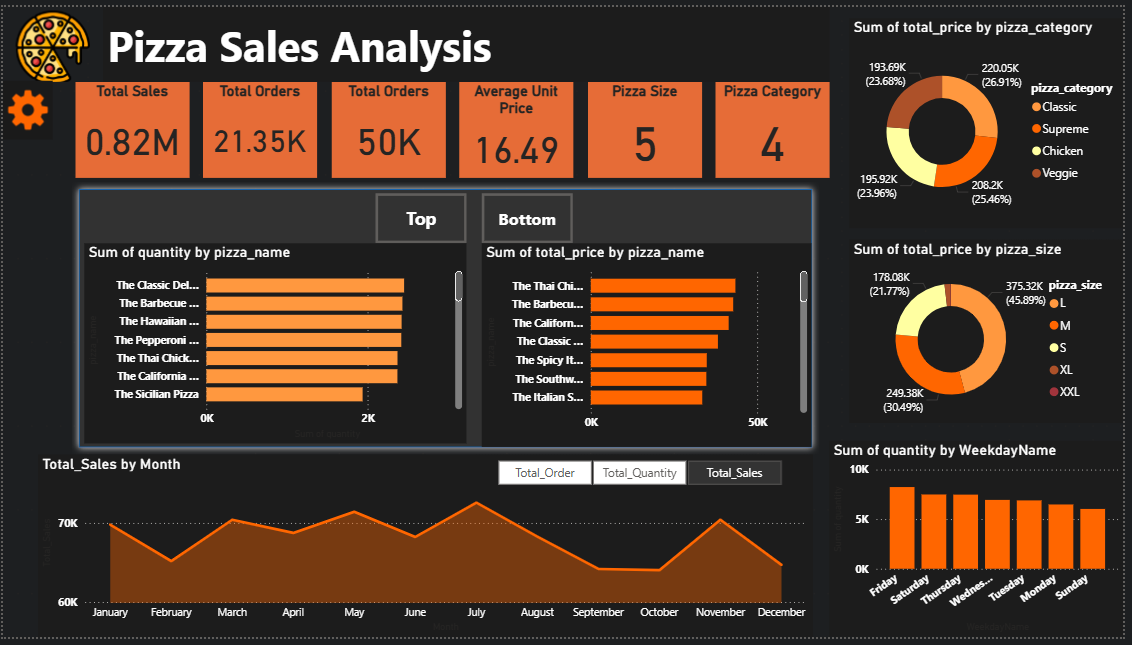 Pizza Sales Analysis
Total Sales
0.82M
Total Orders
21.35K
Total Orders
50K
Average Unit
Price
16.49
Pizza Size
5
Pizza Category
4
Top
Bottom
Sum of quantity by pizza_name
The Classic Del...
The Barbecue ...
The Hawaiian ...
The Pepperoni ...
The Thai Chick...
The California ...
The Sicilian Pizza
0K
2K
Sum of total_price by pizza_name
The Thai Chi...
The Barbecu...
The Californ...
The Classic ...
The Spicy It...
The Southw...
The Italian S...
0K
50K
Total_Sales by Month
Total_Order
Total_Quantity
Total_Sales
70K
60K
January
February
March
April
May
June
July
August
September
October
November
December
Sum of total_price by pizza_category
193.69K
(23.68%)
220.05K
(26.91%)
195.92K
(23.96%)
208.2K
(25.46%)
pizza_category
Classic
Supreme
Chicken
Veggie
Sum of total_price by pizza_size
178.08K
(21.77%)
375.32K
(45.89%)
249.38K
(30.49%)
pizza_size
L
M
S
XL
XXL
Sum of quantity by WeekdayName
10K
5K
0K
Friday
Saturday
Thursday
Wednes...
Tuesday
Monday
Sunday